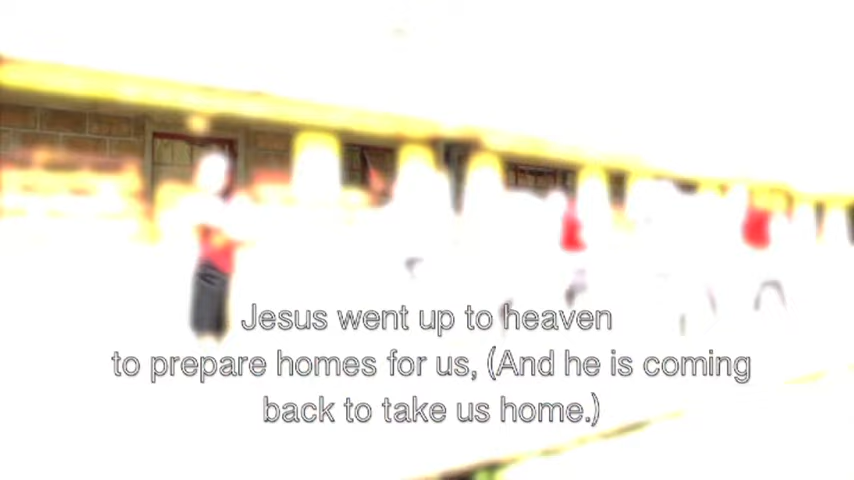 Jesus went up to heaven
to prepare homes for us, (And he is coming
back to take us home.)